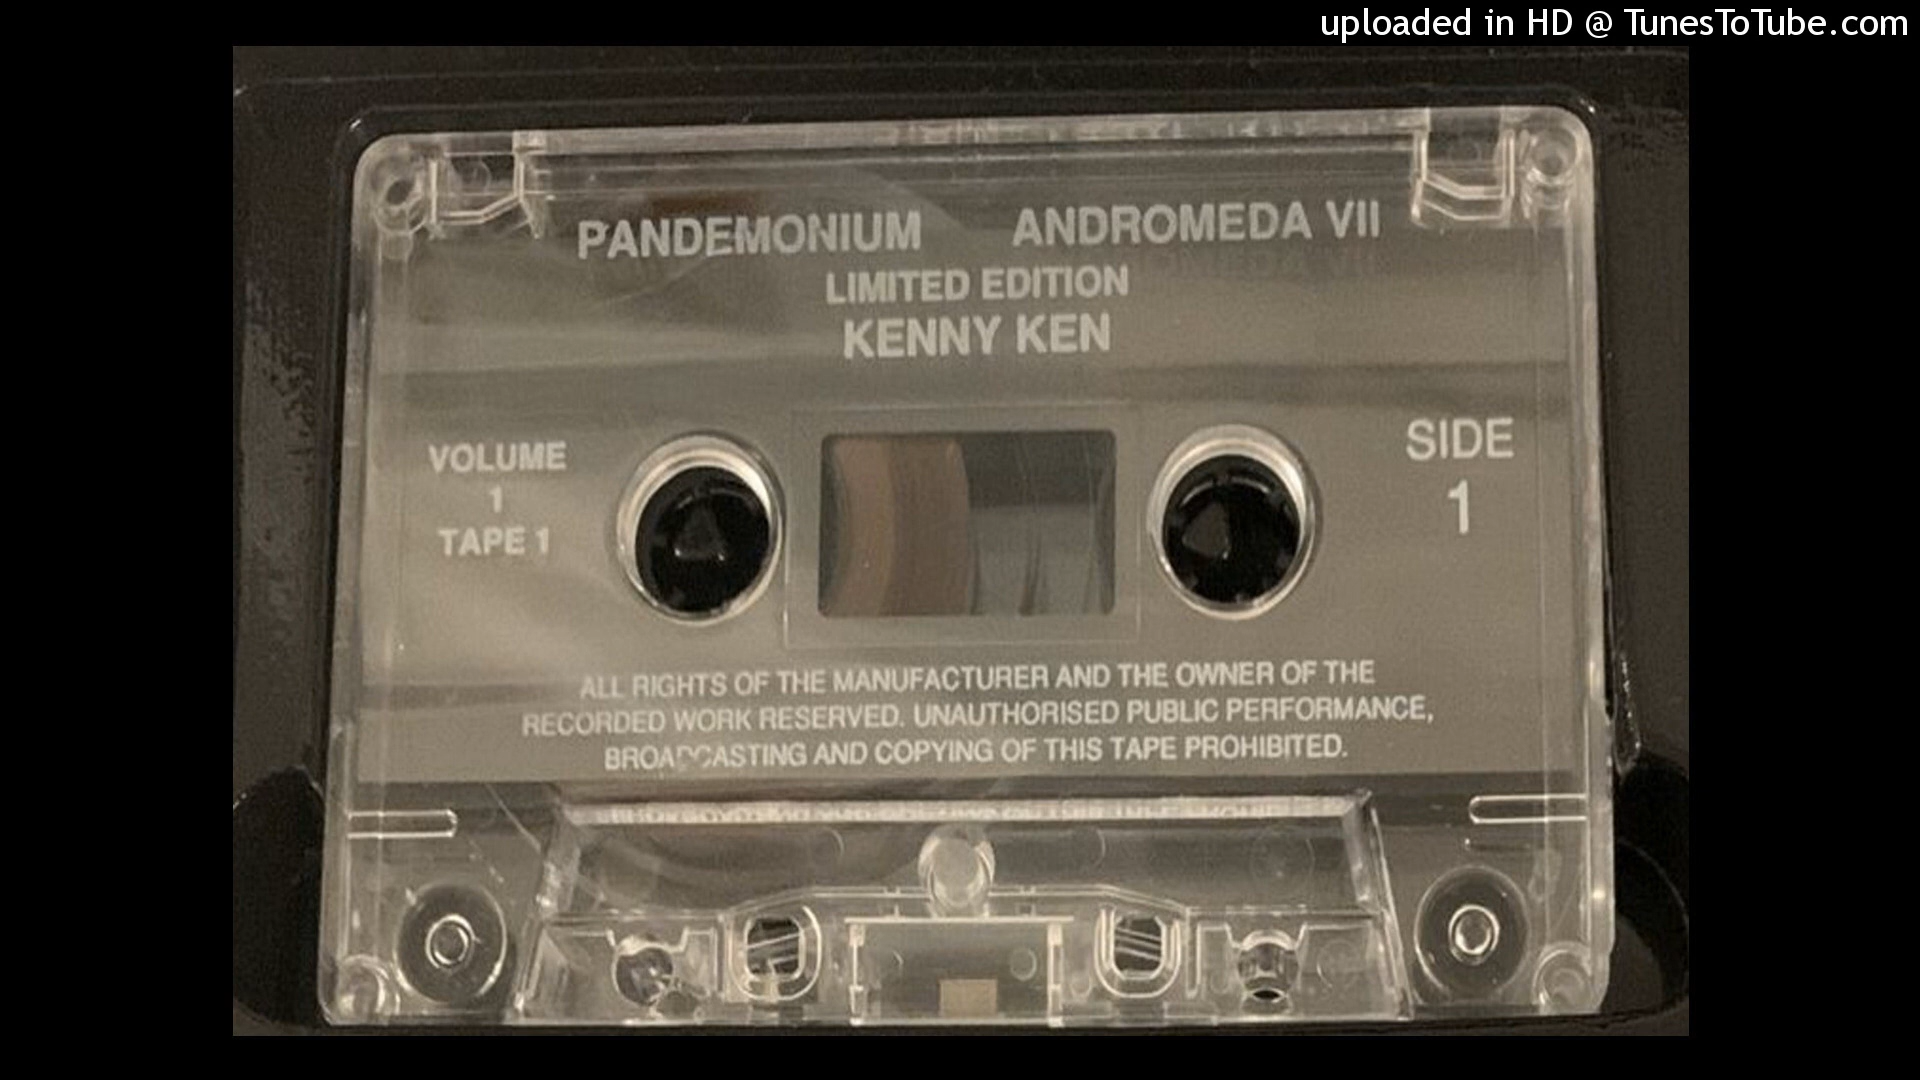 uploaded in HD @ TunesToTube.com
PANDEMONIUM ANDROMEDA VII
LIMITED EDITION
KENNY KEN
VOLUME
1
TAPE 1
SIDE
1
ALL RIGHTS OF THE MANUFACTURER AND THE OWNER OF THE
RECORDED WORK RESERVED. UNAUTHORISED PUBLIC PERFORMANCE,
BROADCASTING AND COPYING OF THIS TAPE PROHIBITED.